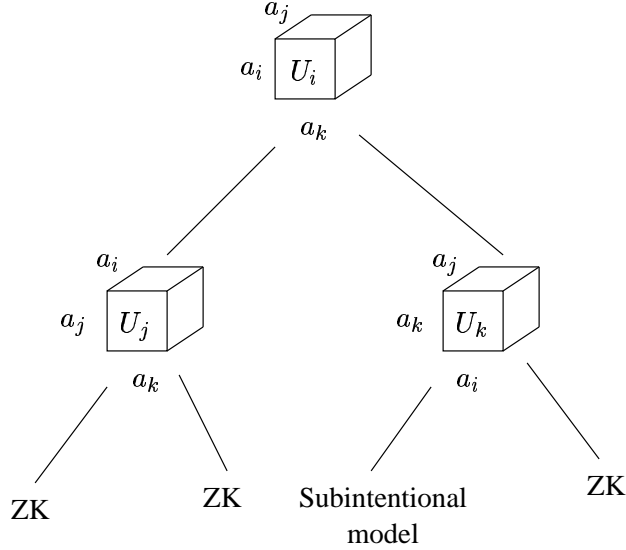 a_j
a_i U_i
a_k
a_i a_j
a_j U_j a_k U_k
a_k a_i
ZK ZK Subintentional ZK
model